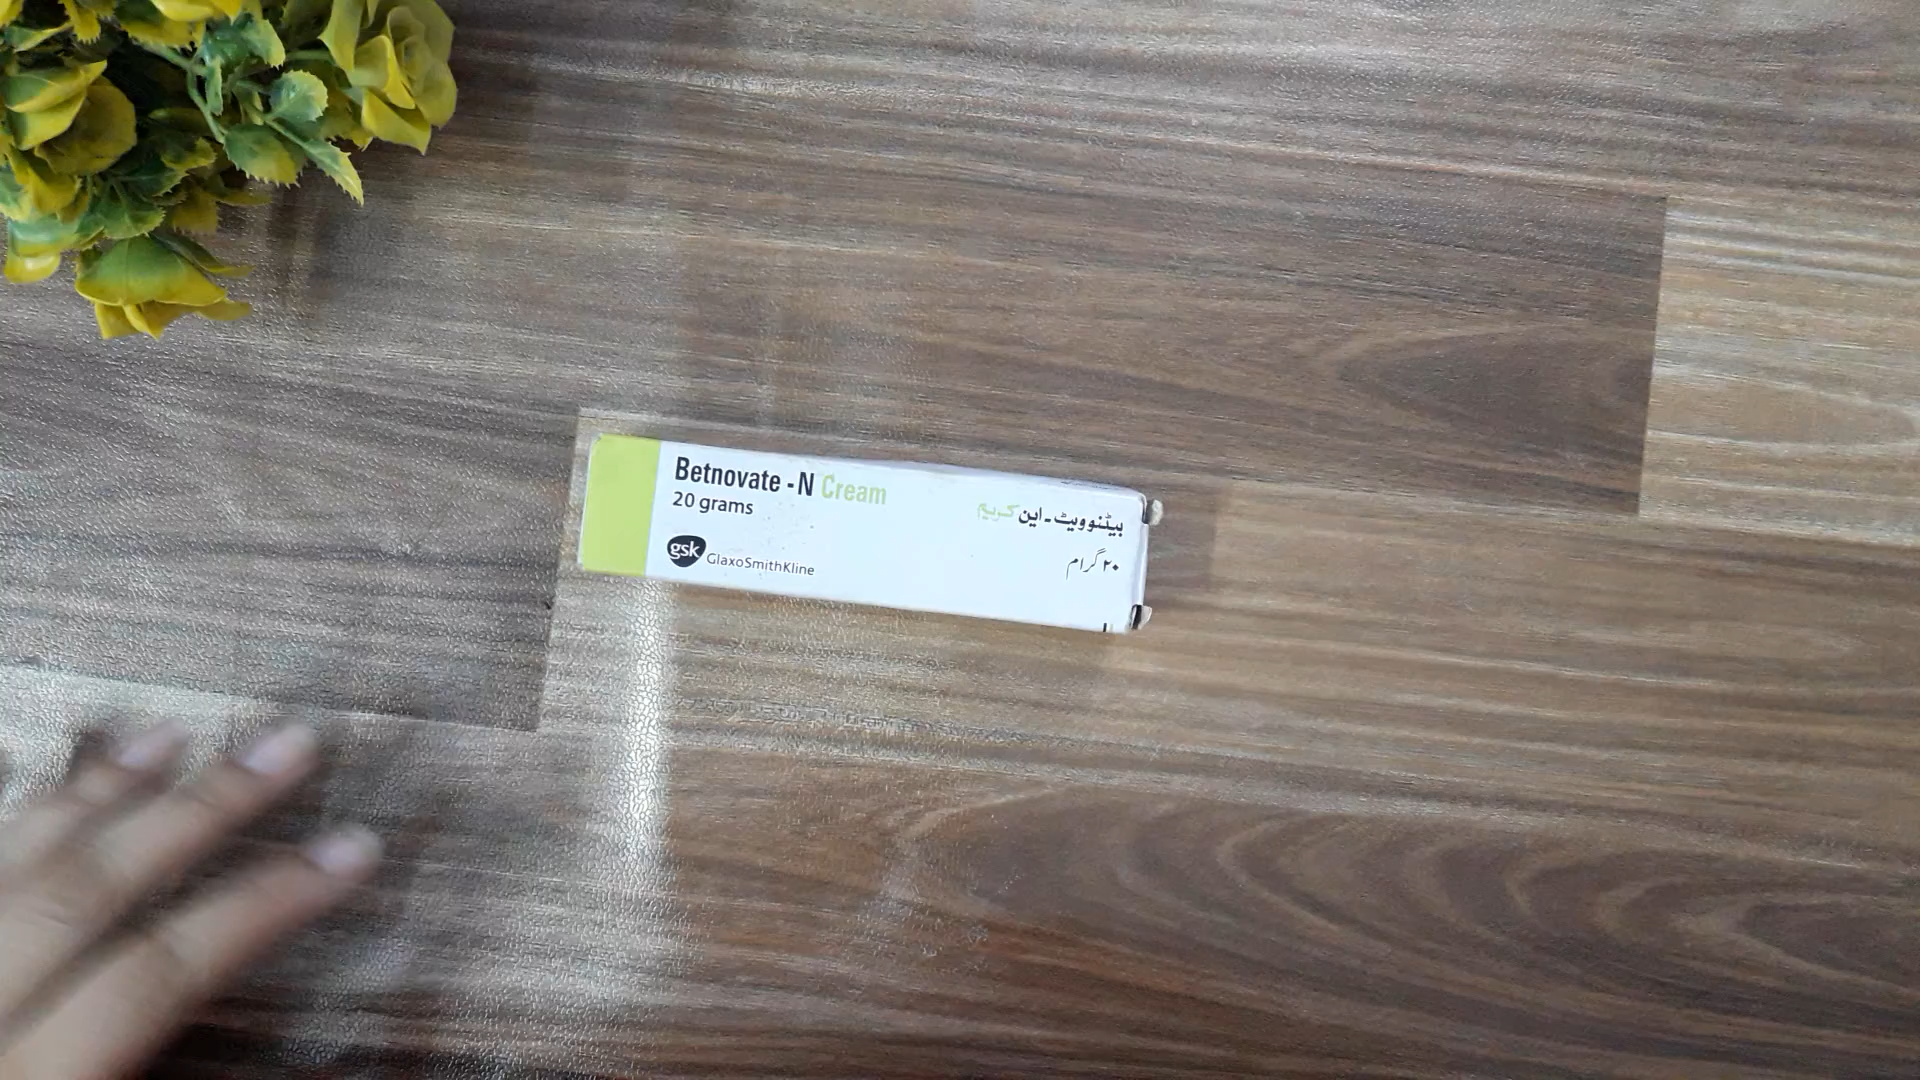 Betnovate - N Cream
20 grams
gsk GlaxoSmithKline
بیٹنوویٹ۔این کریم
۲۰ گرام